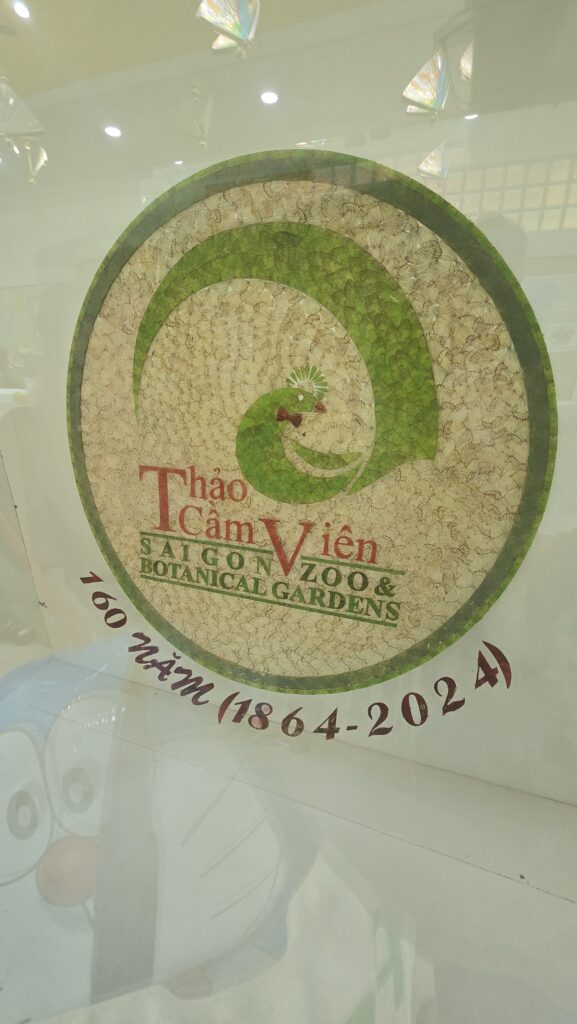 Thảo
Cầm Viên
SAIGON ZOO &
BOTANICAL GARDENS
160 NĂM (1864-2024)